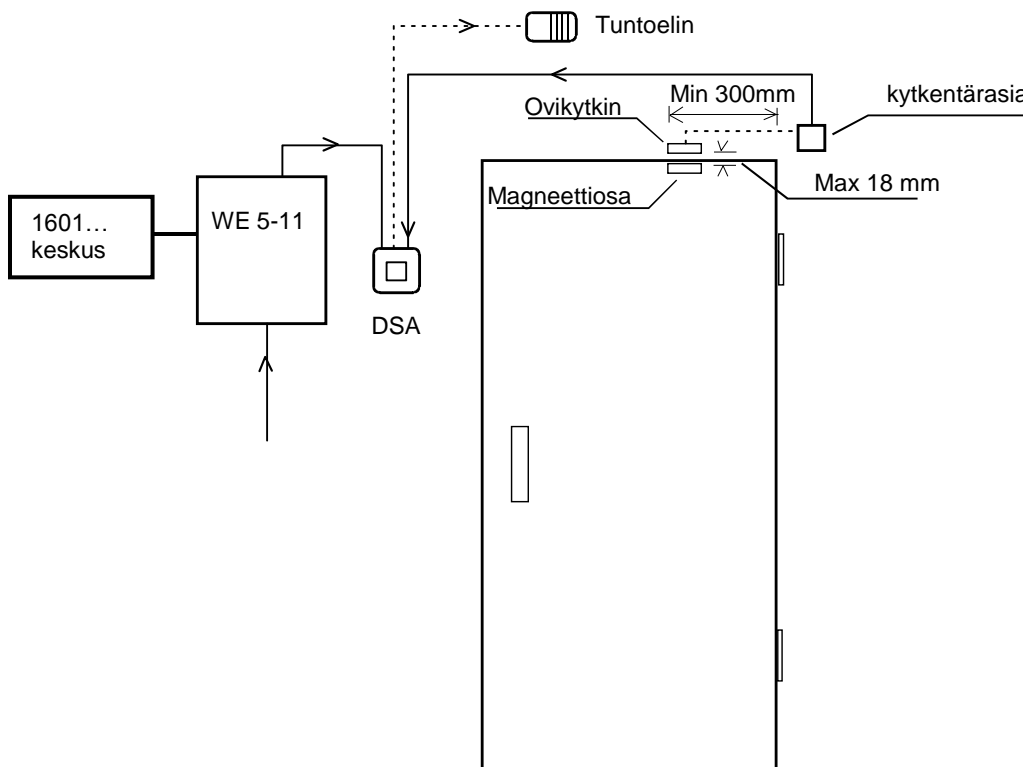 Tuntoelin
Ovikytkin
Min 300mm
kytkentärasia
Magneettiosa
Max 18 mm
1601...
keskus
WE 5-11
DSA